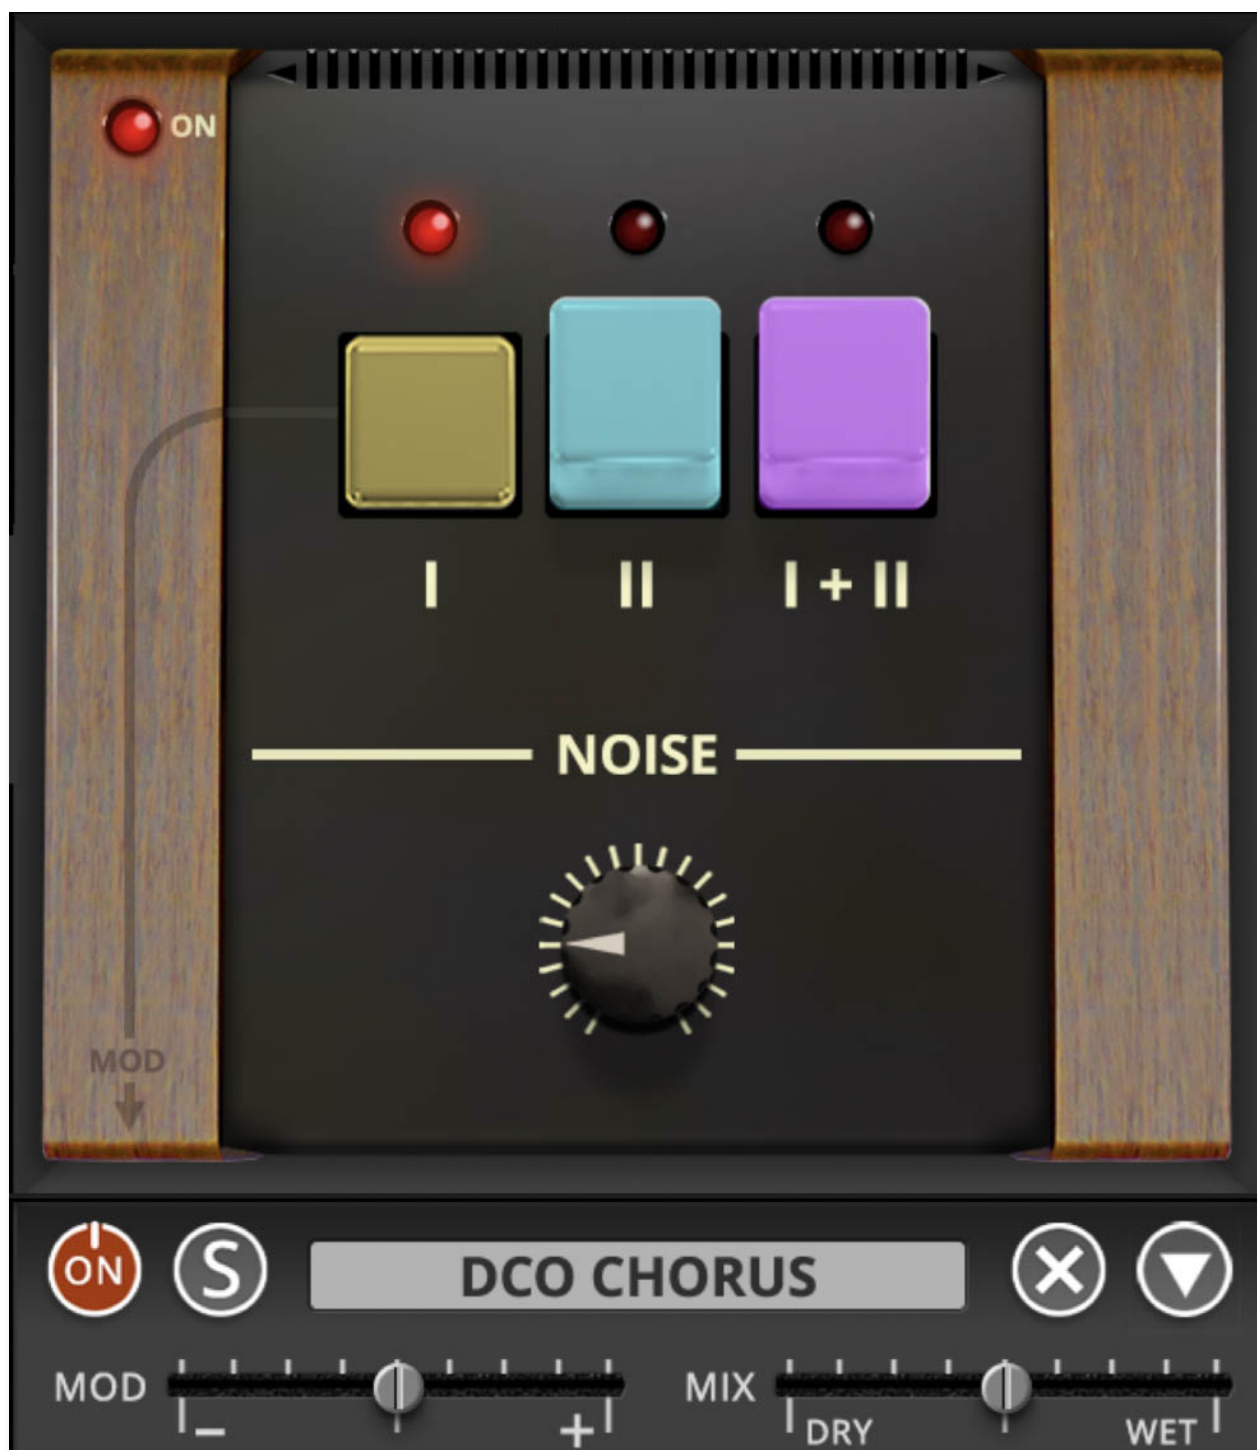 ON
I II I + II
NOISE
MOD
ON S DCO CHORUS
MOD - + MIX DRY WET